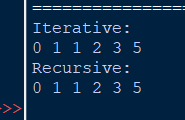 ===============
Iterative:
0 1 1 2 3 5
Recursive:
0 1 1 2 3 5
>>>